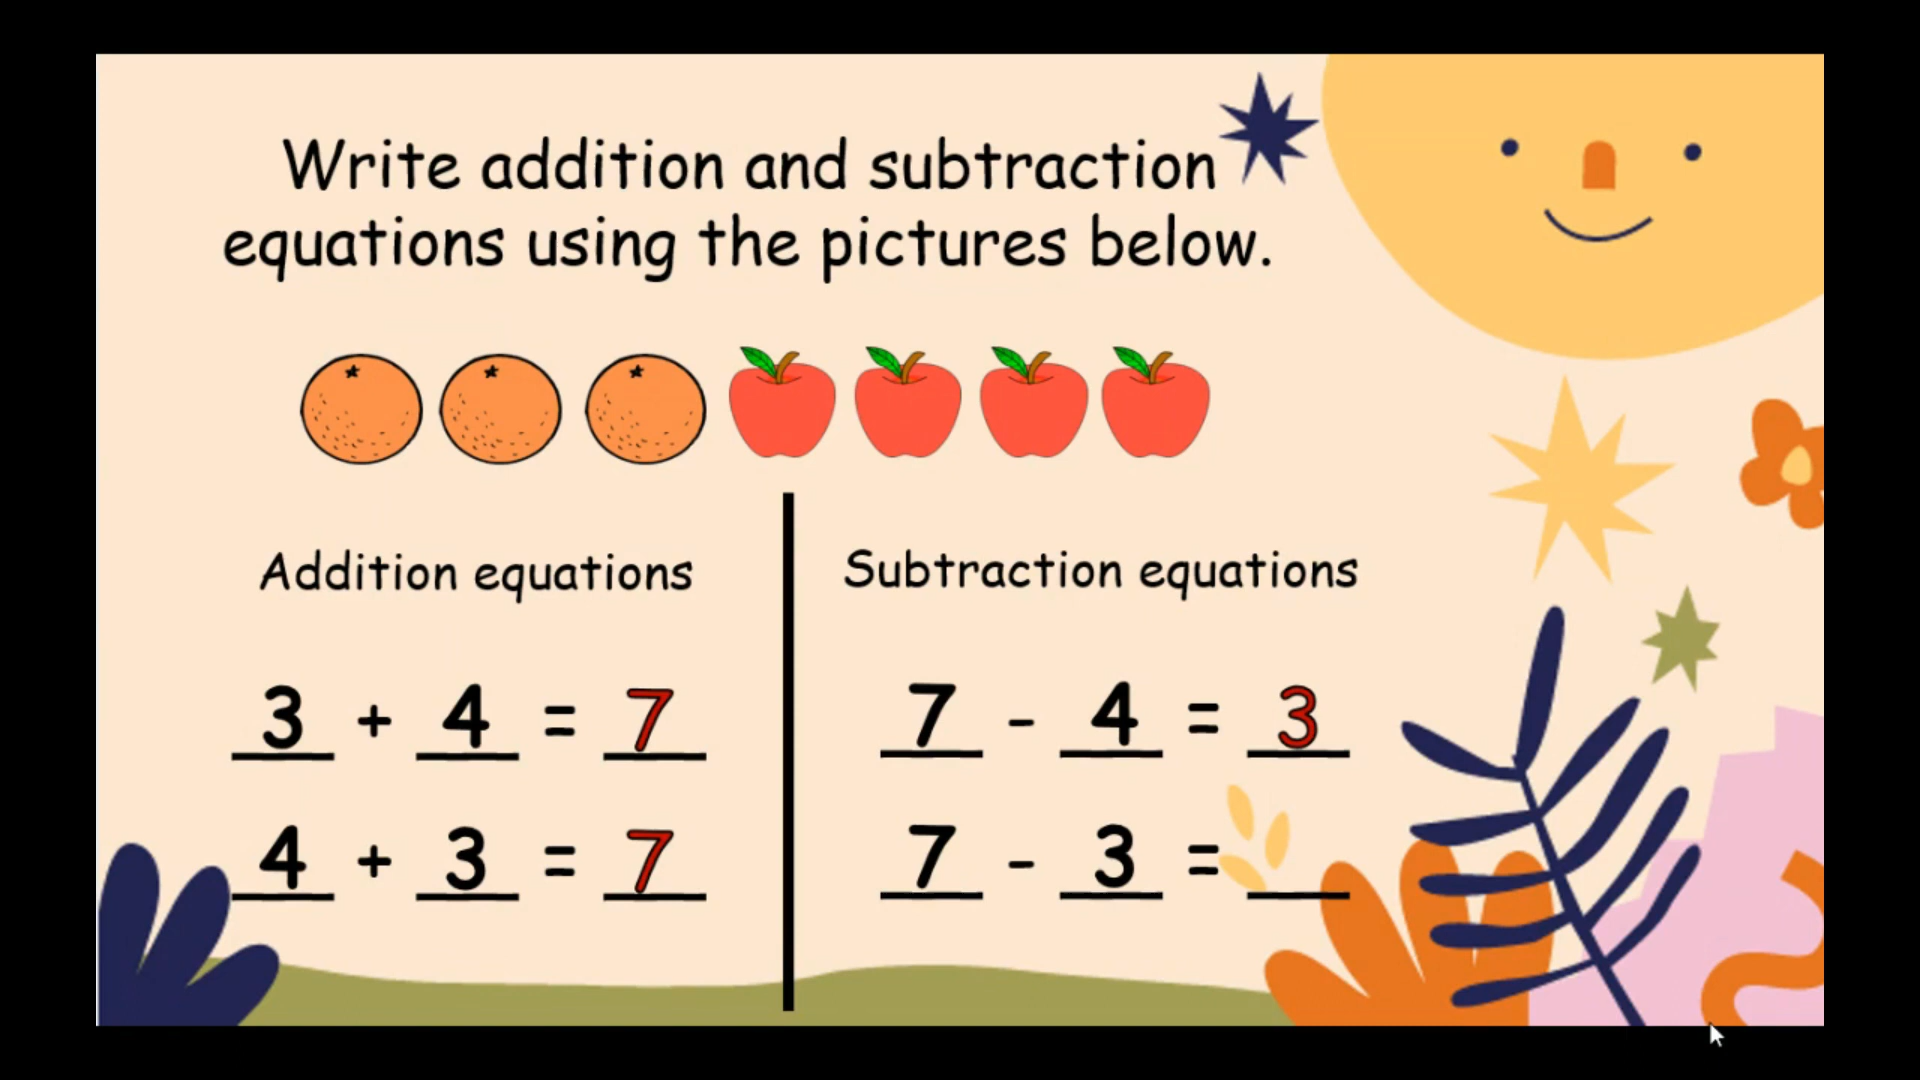 Write addition and subtraction
equations using the pictures below.
Addition equations
3 + 4 = 7
4 + 3 = 7
Subtraction equations
7 - 4 = 3
7 - 3 =